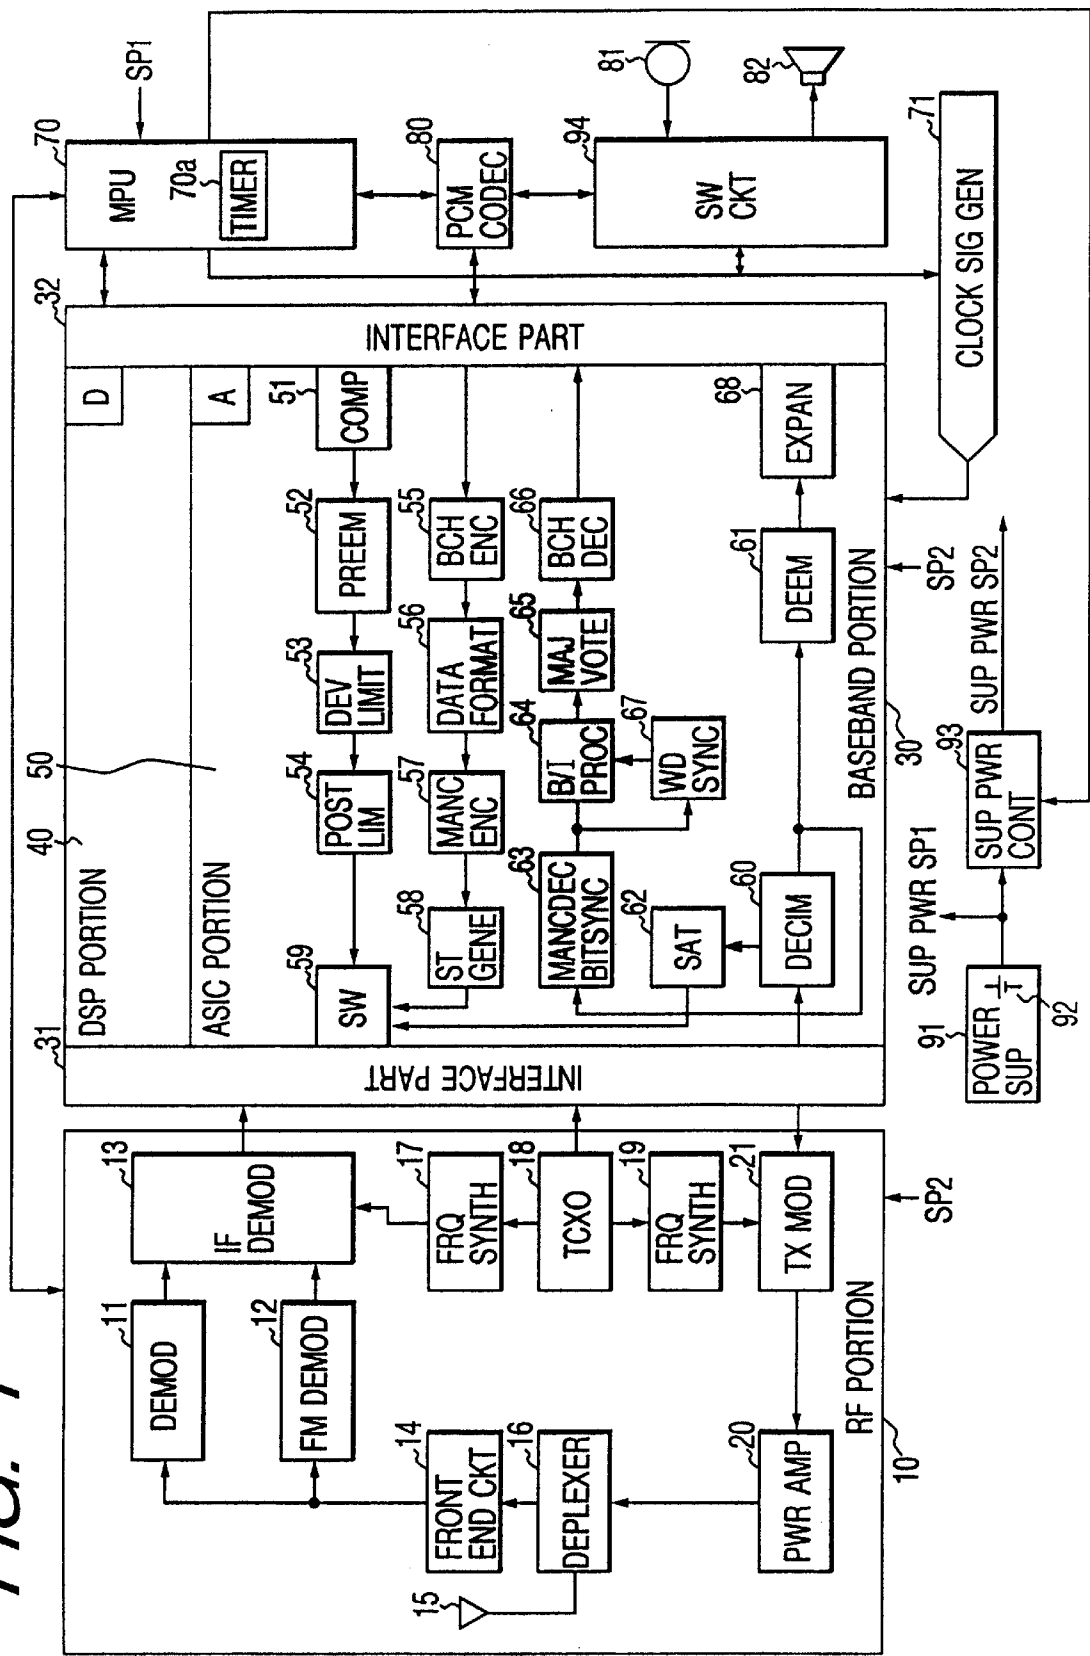 FIG. 1
RF PORTION
10
DEMOD
11
FM DEMOD
12
IF DEMOD
13
FRONT END CKT
14
15
DEPLEXER
16
FRQ SYNTH
17
TCXO
18
FRQ SYNTH
19
PWR AMP
20
TX MOD
21
SP2
INTERFACE PART
31
DSP PORTION
40
ASIC PORTION
50
D
A
COMP
51
PREEM
52
DEV LIMIT
53
POST LIM
54
BCH ENC
55
DATA FORMAT
56
MANC ENC
57
ST GENE
58
SW
59
DECIM
60
DEEM
61
SAT
62
MANCDEC BITSYNC
63
B/I PROC
64
MAJ VOTE
65
BCH DEC
66
WD SYNC
67
EXPAN
68
BASEBAND PORTION
30
SP2
INTERFACE PART
32
MPU
70
TIMER
70a
SP1
PCM CODEC
80
SW CKT
94
81
82
CLOCK SIG GEN
71
POWER SUP
91
92
SUP PWR SP1
SUP PWR CONT
93
SUP PWR SP2